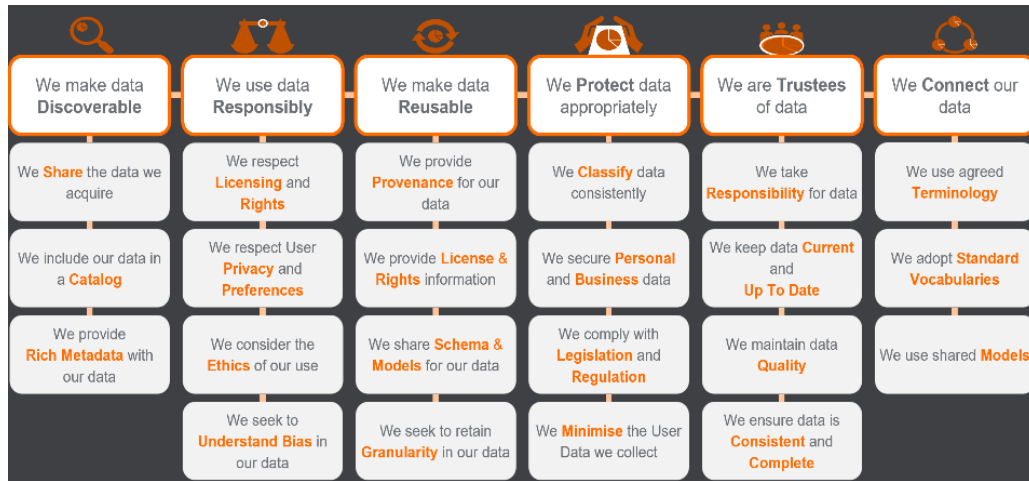 We make data
Discoverable
We Share the data we
acquire
We include our data in
a Catalog
We provide
Rich Metadata with
our data
We use data
Responsibly
We respect
Licensing and
Rights
We respect User
Privacy and
Preferences
We consider the
Ethics of our use
We seek to
Understand Bias in
our data
We make data
Reusable
We provide
Provenance for our
data
We provide License &
Rights information
We share Schema &
Models for our data
We seek to retain
Granularity in our data
We Protect data
appropriately
We Classify data
consistently
We secure Personal
and Business data
We comply with
Legislation and
Regulation
We Minimise the User
Data we collect
We are Trustees
of data
We take
Responsibility for data
We keep data Current
and
Up To Date
We maintain data
Quality
We ensure data is
Consistent and
Complete
We Connect our
data
We use agreed
Terminology
We adopt Standard
Vocabularies
We use shared Models